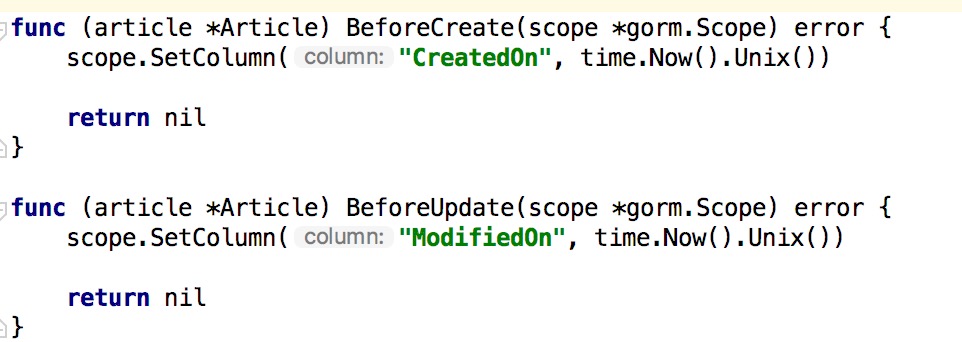 func (article *Article) BeforeCreate(scope *gorm.Scope) error {
    scope.SetColumn( column: "CreatedOn", time.Now().Unix())

    return nil
}

func (article *Article) BeforeUpdate(scope *gorm.Scope) error {
    scope.SetColumn( column: "ModifiedOn", time.Now().Unix())

    return nil
}